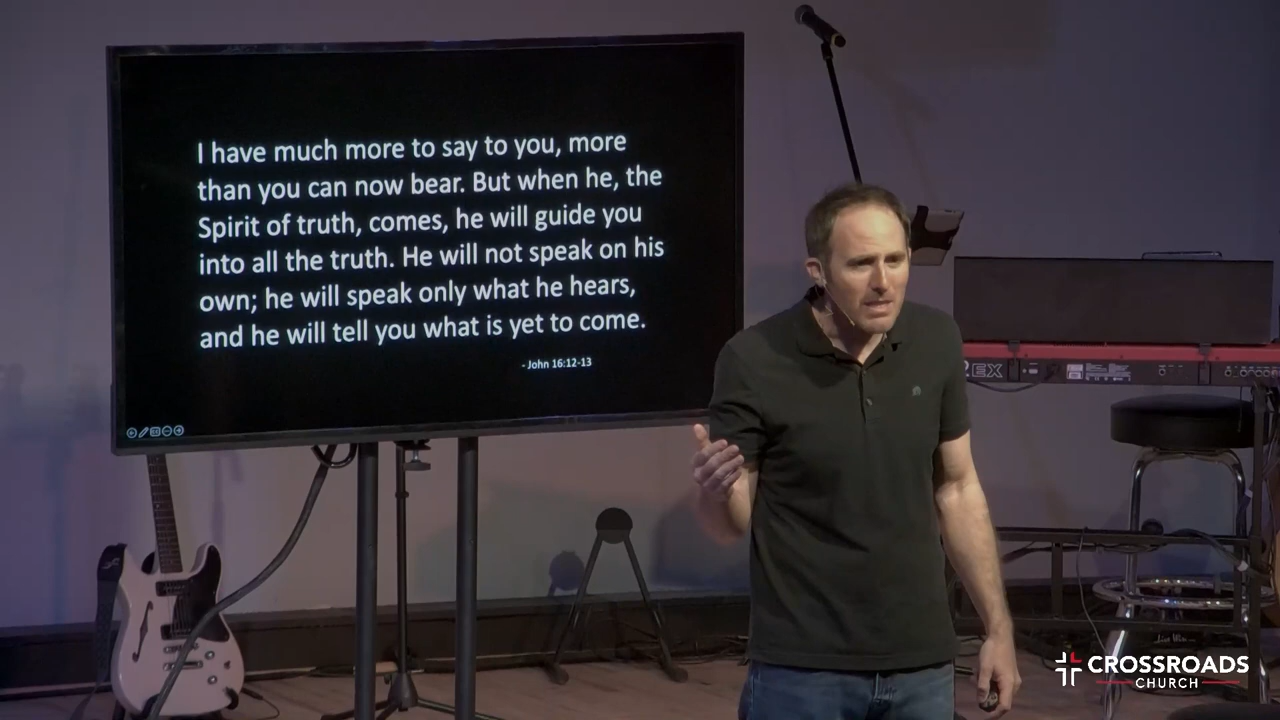 I have much more to say to you, more
than you can now bear. But when he, the
Spirit of truth, comes, he will guide you
into all the truth. He will not speak on his
own; he will speak only what he hears,
and he will tell you what is yet to come.
- John 16:12-13
EX
CROSSROADS
CHURCH